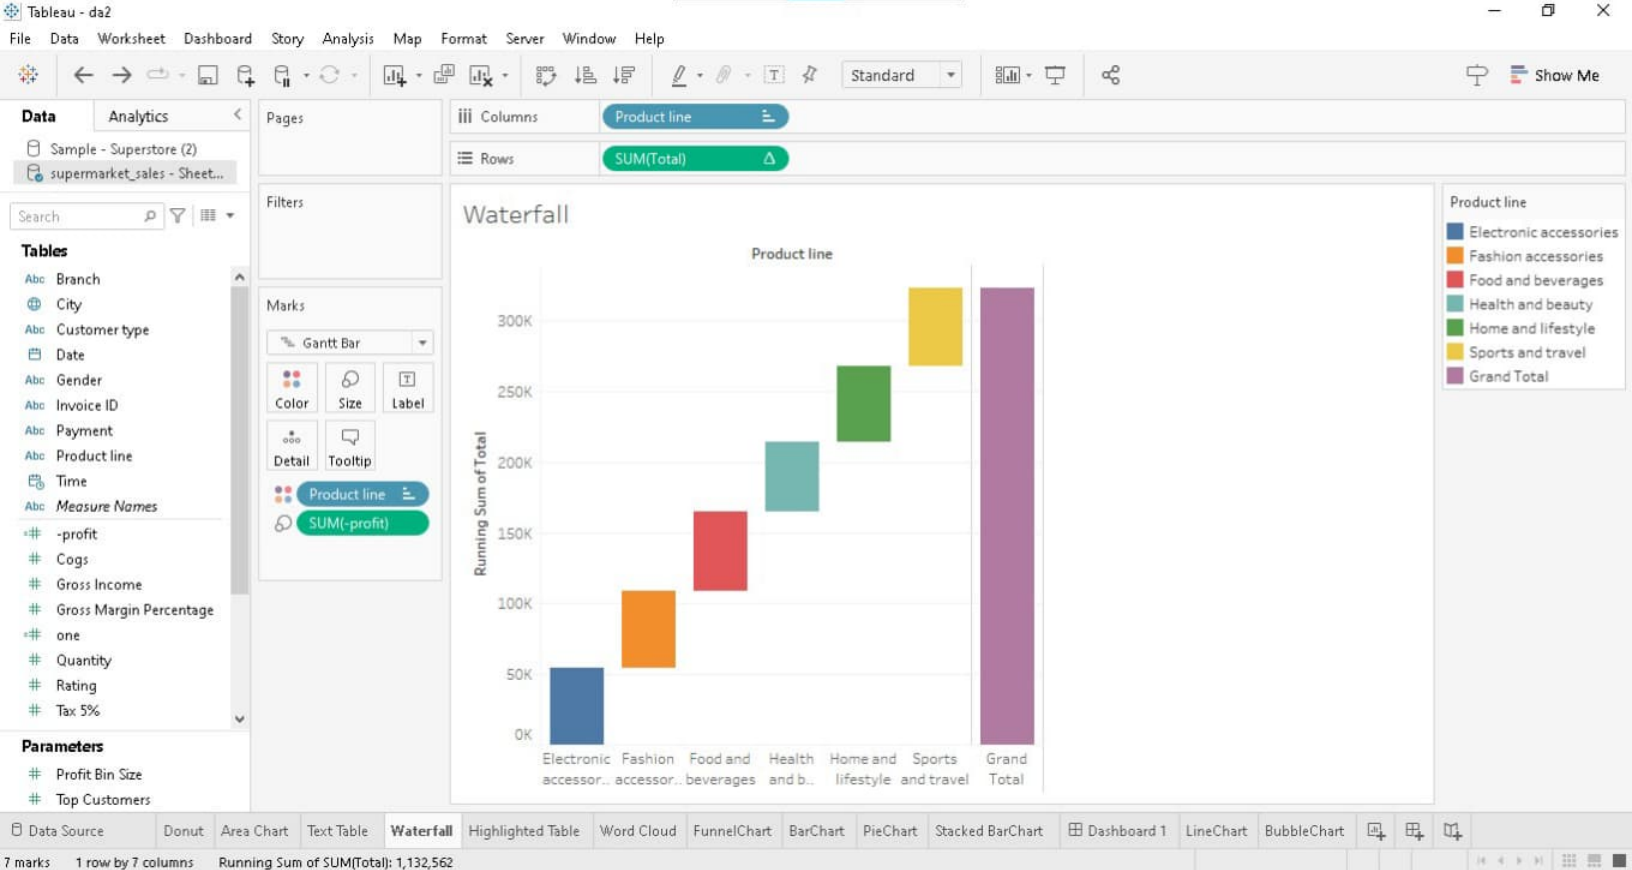 Tableau - da2
File Data Worksheet Dashboard Story Analysis Map Format Server Window Help
Standard
Show Me
Data Analytics
Sample - Superstore (2)
supermarket_sales - Sheet...
Search
Tables
Abc Branch
City
Abc Customer type
Date
Abc Gender
Abc Invoice ID
Abc Payment
Abc Product line
Time
Abc Measure Names
=# -profit
# Cogs
# Gross Income
# Gross Margin Percentage
=# one
# Quantity
# Rating
# Tax 5%
Parameters
# Profit Bin Size
# Top Customers
Pages
Filters
Marks
Gantt Bar
Color Size Label
Detail Tooltip
Product line
SUM(-profit)
Columns Product line
Rows SUM(Total) Δ
Waterfall
Product line
Running Sum of Total
300K
250K
200K
150K
100K
50K
0K
Electronic accessor..
Fashion accessor..
Food and beverages
Health and b..
Home and lifestyle
Sports and travel
Grand Total
Product line
Electronic accessories
Fashion accessories
Food and beverages
Health and beauty
Home and lifestyle
Sports and travel
Grand Total
Data Source Donut Area Chart Text Table Waterfall Highlighted Table Word Cloud FunnelChart BarChart PieChart Stacked BarChart Dashboard 1 LineChart BubbleChart
7 marks 1 row by 7 columns Running Sum of SUM(Total): 1,132,562